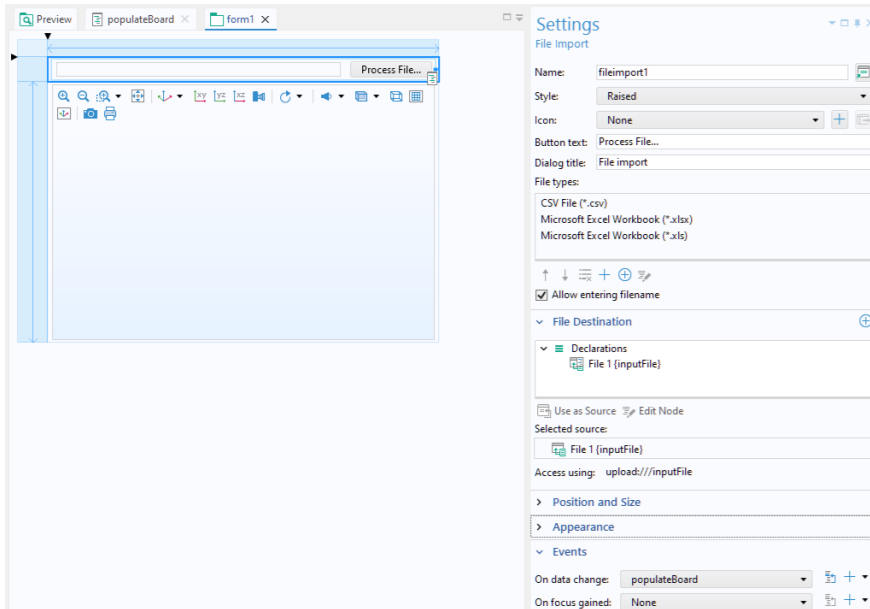 Preview
populateBoard
form1
Process File...
xy
yz
xz
Settings
File Import
Name: fileimport1
Style: Raised
Icon: None
Button text: Process File...
Dialog title: File import
File types:
CSV File (*.csv)
Microsoft Excel Workbook (*.xlsx)
Microsoft Excel Workbook (*.xls)
Allow entering filename
File Destination
Declarations
File 1 {inputFile}
Use as Source Edit Node
Selected source:
File 1 {inputFile}
Access using: upload:///inputFile
Position and Size
Appearance
Events
On data change: populateBoard
On focus gained: None